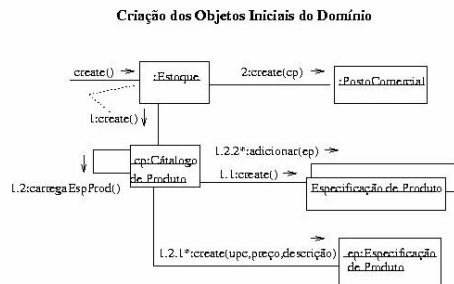 Criação dos Objetos Iniciais do Domínio
create()
:Estoque
2:create(cp)
:PostoComercial
1:create()
cp:Cátalogo
de Produto
1.2.2*:adicionar(ep)
1.1:create()
1.2:carregaEspProd()
Especificação de Produto
1.2.1*:create(upc,preço,descrição)
ep:Especificação
de Produto